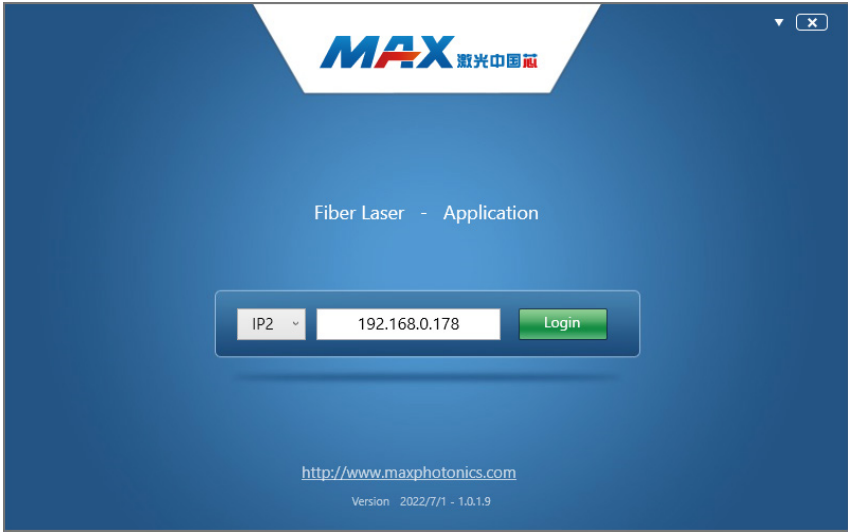 MAX 激光中国芯
Fiber Laser - Application
IP2 192.168.0.178 Login
http://www.maxphotonics.com
Version 2022/7/1 - 1.0.1.9